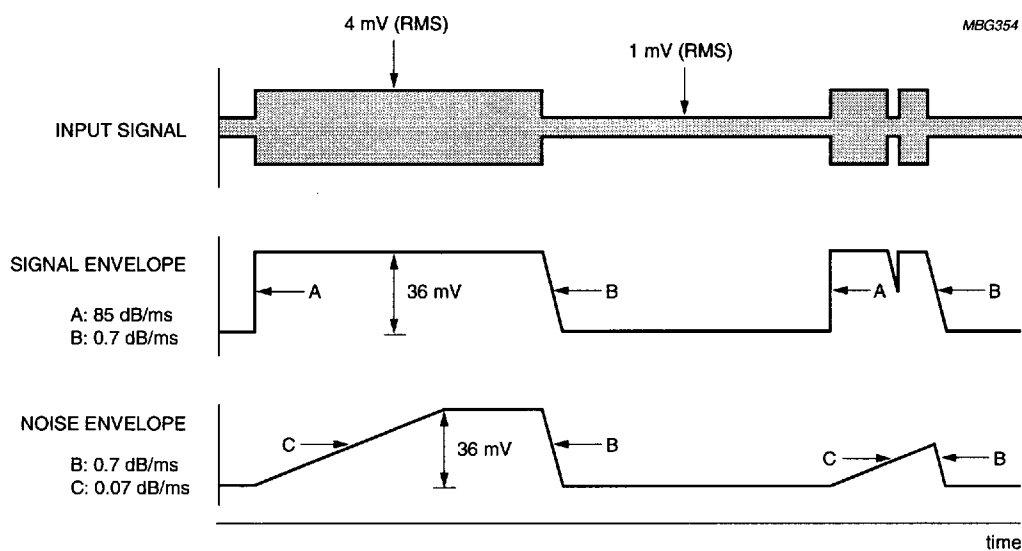 4 mV (RMS)
MBG354
1 mV (RMS)
INPUT SIGNAL
SIGNAL ENVELOPE
A
36 mV
B
A
B
A: 85 dB/ms
B: 0.7 dB/ms
NOISE ENVELOPE
C
36 mV
B
C
B
B: 0.7 dB/ms
C: 0.07 dB/ms
time